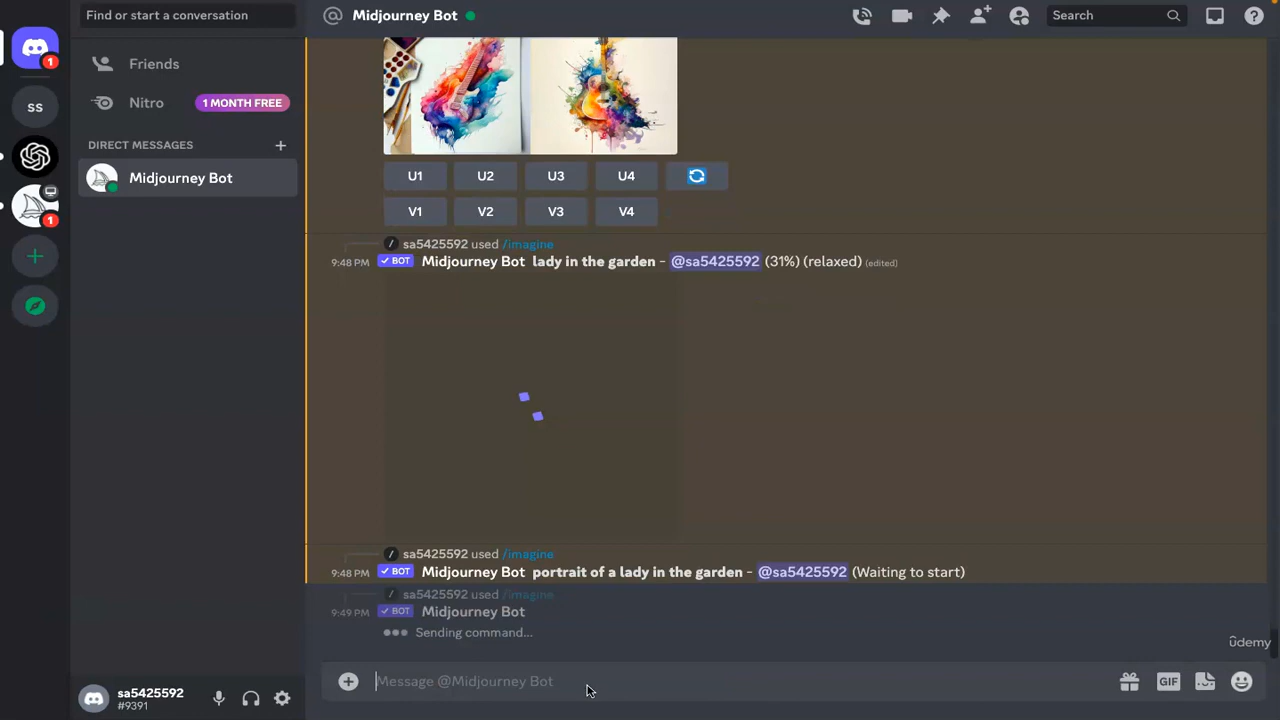 Find or start a conversation
Midjourney Bot
Search
1
Friends
ss
Nitro
1 MONTH FREE
DIRECT MESSAGES
Midjourney Bot
1
U1 U2 U3 U4
V1 V2 V3 V4
sa5425592 used /imagine
9:48 PM BOT Midjourney Bot lady in the garden - @sa5425592 (31%) (relaxed) (edited)
sa5425592 used /imagine
9:48 PM BOT Midjourney Bot portrait of a lady in the garden - @sa5425592 (Waiting to start)
sa5425592 used /imagine
9:49 PM BOT Midjourney Bot
Sending command...
udemy
Message @Midjourney Bot
GIF
sa5425592
#9391